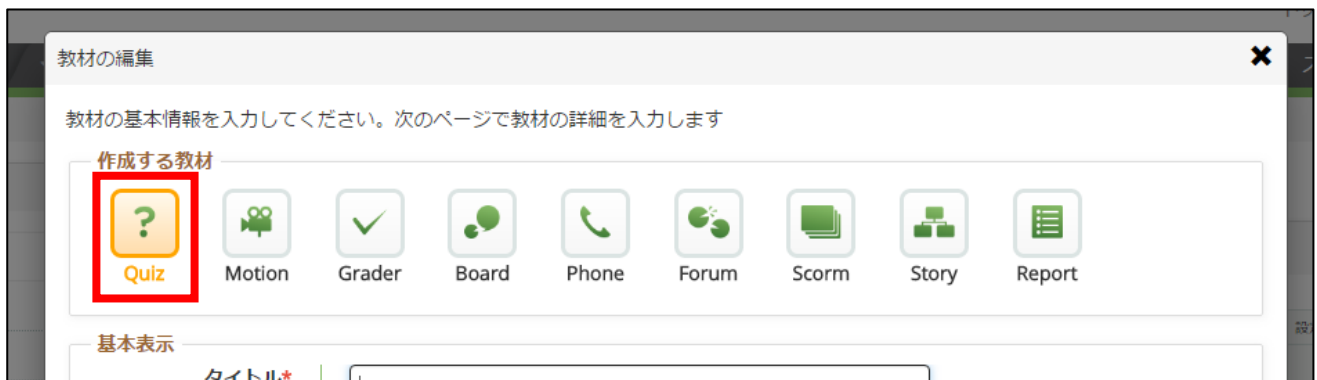 教材の編集
教材の基本情報を入力してください。次のページで教材の詳細を入力します
作成する教材
Quiz Motion Grader Board Phone Forum Scorm Story Report
基本表示
タイトル*